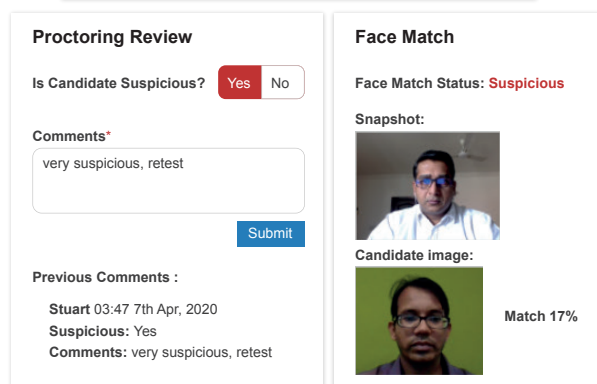 Proctoring Review
Is Candidate Suspicious? Yes No
Comments*
very suspicious, retest
Submit
Previous Comments :
Stuart 03:47 7th Apr, 2020
Suspicious: Yes
Comments: very suspicious, retest
Face Match
Face Match Status: Suspicious
Snapshot:
Candidate image:
Match 17%